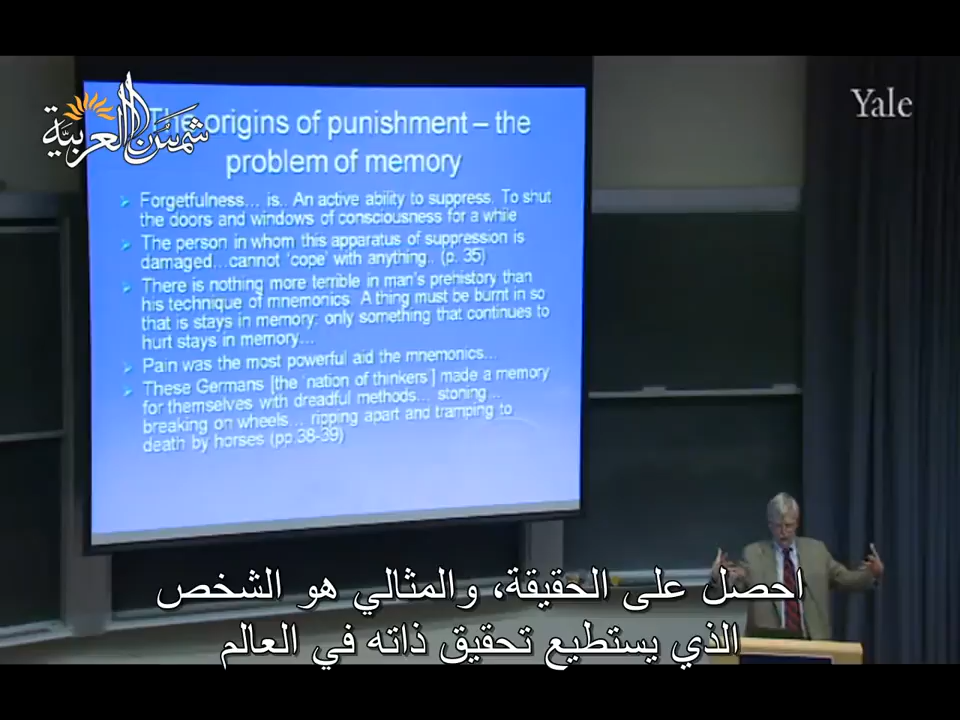 شمس العربية
Yale
The origins of punishment – the
problem of memory
Forgetfulness… is.. An active ability to suppress. To shut
the doors and windows of consciousness for a while
The person in whom this apparatus of suppression is
damaged…cannot 'cope' with anything.. (p. 35)
There is nothing more terrible in man's prehistory than
his technique of mnemonics. A thing must be burnt in so
that is stays in memory: only something that continues to
hurt stays in memory…
Pain was the most powerful aid the mnemonics…
These Germans [the 'nation of thinkers'] made a memory
for themselves with dreadful methods… stoning…
breaking on wheels… ripping apart and tramping to
death by horses (pp.38-39)
احصل على الحقيقة، والمثالي هو الشخص
الذي يستطيع تحقيق ذاته في العالم